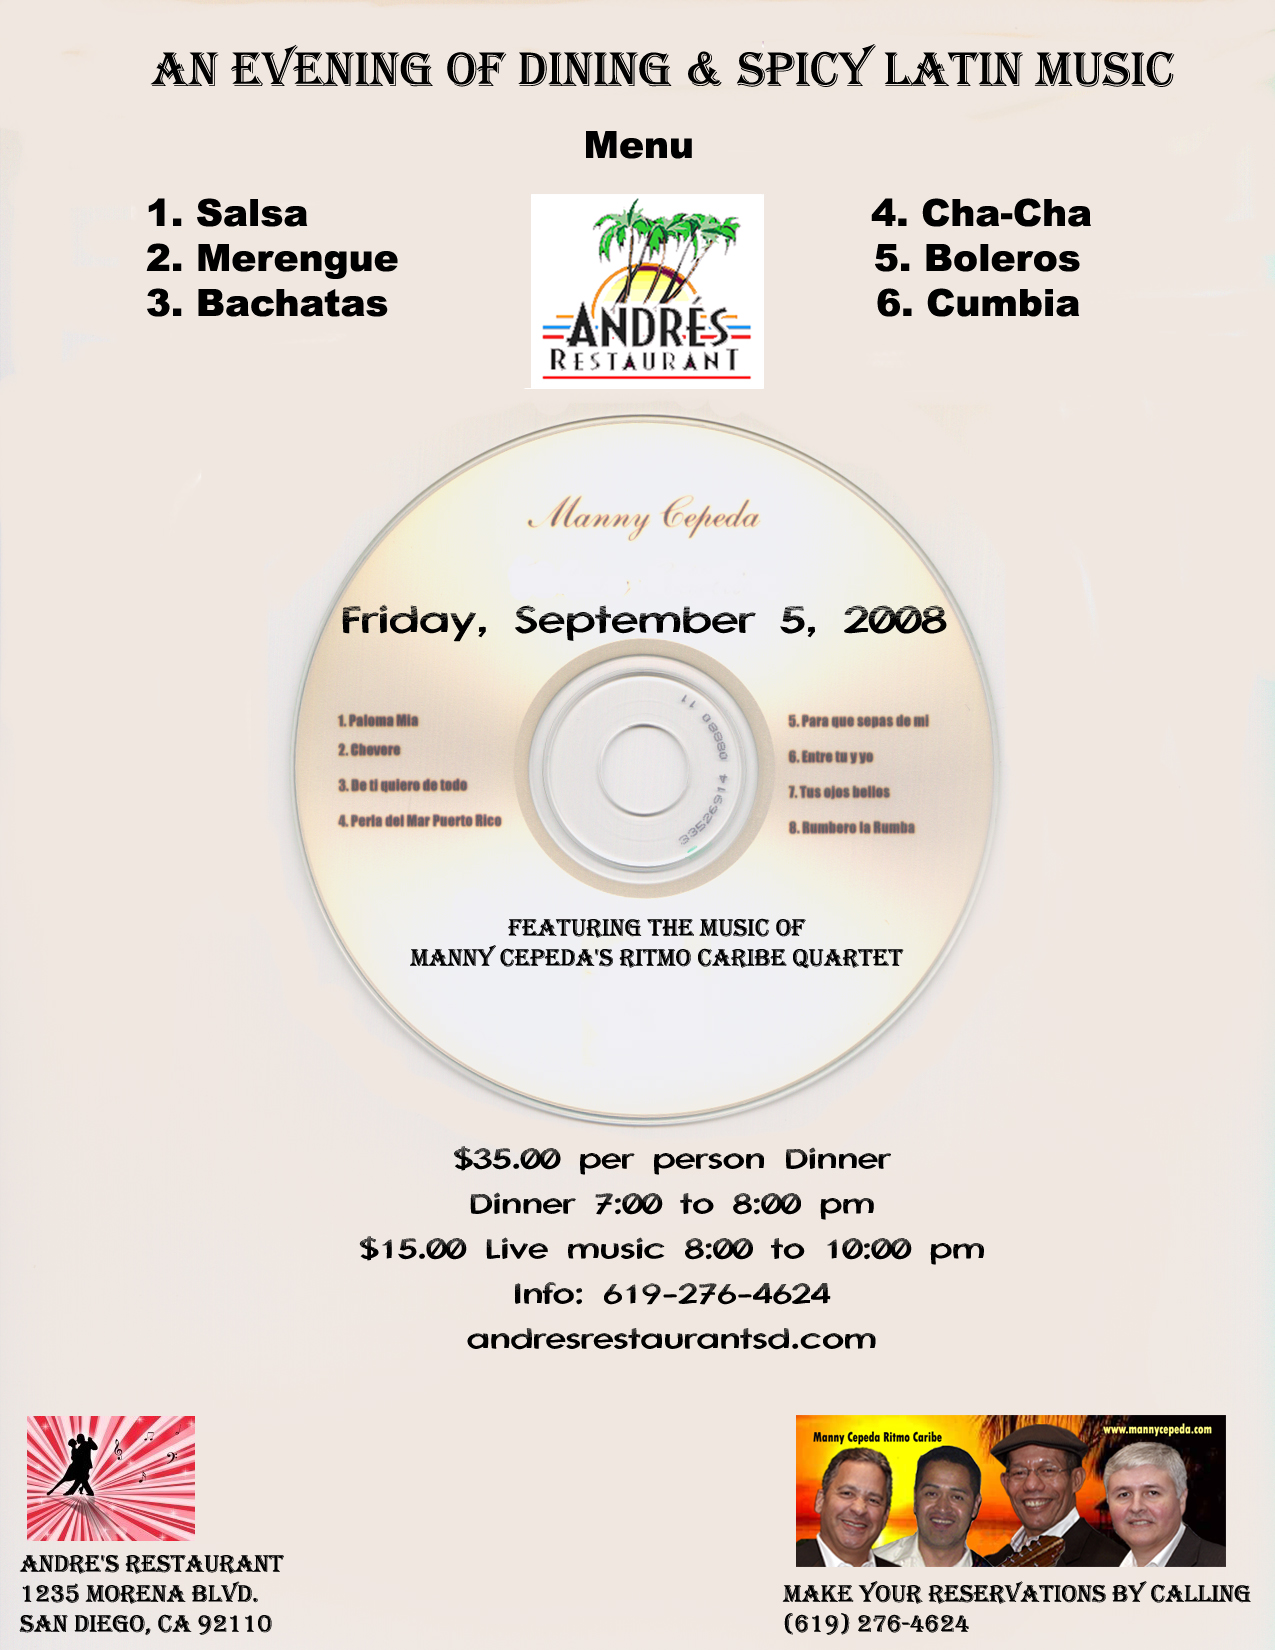 AN EVENING OF DINING & SPICY LATIN MUSIC
Menu
1. Salsa
2. Merengue
3. Bachatas
4. Cha-Cha
5. Boleros
6. Cumbia
ANDRÉS
RESTAURANT
Manny Cepeda
Friday, September 5, 2008
1. Paloma Mia
2. Chevere
3. De ti quiero de todo
4. Perla del Mar Puerto Rico
5. Para que sepas de mi
6. Entre tu y yo
7. Tus ojos bellos
8. Rumbero la Rumba
33526914 08880 11
FEATURING THE MUSIC OF
MANNY CEPEDA'S RITMO CARIBE QUARTET
$35.00 per person Dinner
Dinner 7:00 to 8:00 pm
$15.00 Live music 8:00 to 10:00 pm
Info: 619-276-4624
andresrestaurantsd.com
ANDRE'S RESTAURANT
1235 MORENA BLVD.
SAN DIEGO, CA 92110
Manny Cepeda Ritmo Caribe
www.mannycepeda.com
MAKE YOUR RESERVATIONS BY CALLING
(619) 276-4624